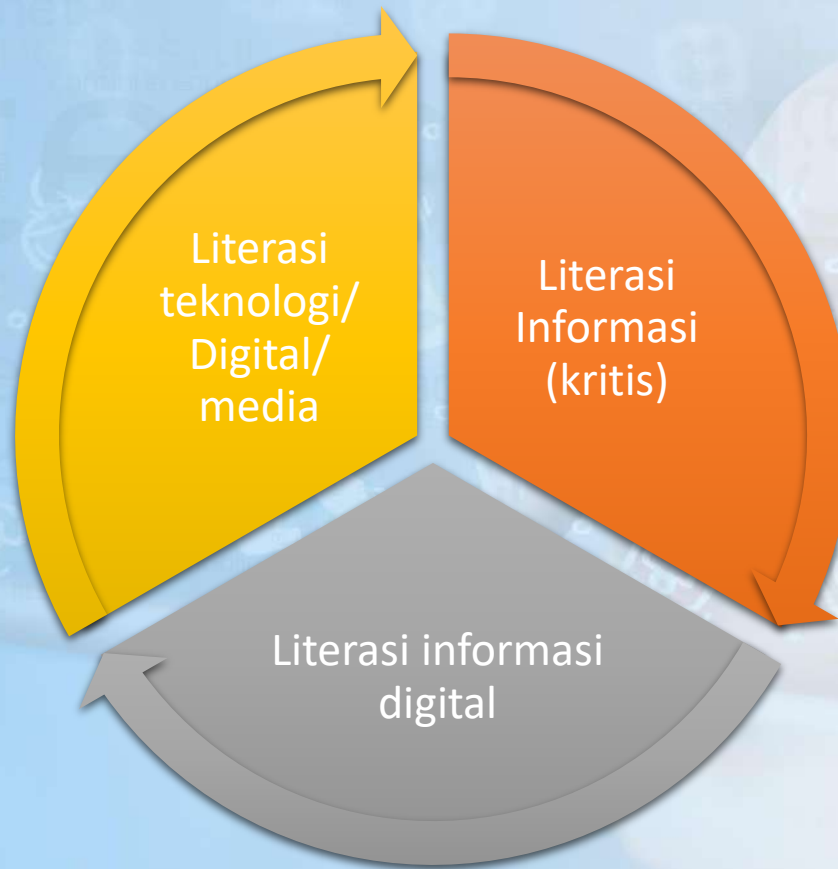 Literasi
teknologi/
Digital/
media
Literasi
Informasi
(kritis)
Literasi informasi
digital